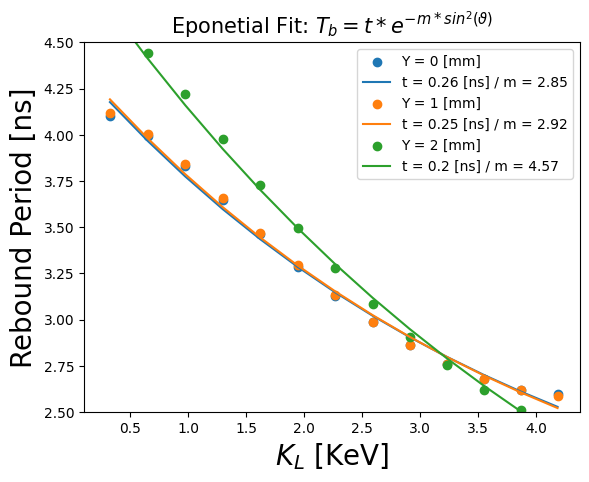 Eponetial Fit: $T_b = t * e^{-m*sin^2(\vartheta)}$
Rebound Period [ns]
4.50
4.25
4.00
3.75
3.50
3.25
3.00
2.75
2.50
Y = 0 [mm]
t = 0.26 [ns] / m = 2.85
Y = 1 [mm]
t = 0.25 [ns] / m = 2.92
Y = 2 [mm]
t = 0.2 [ns] / m = 4.57
0.5 1.0 1.5 2.0 2.5 3.0 3.5 4.0
$K_L$ [KeV]